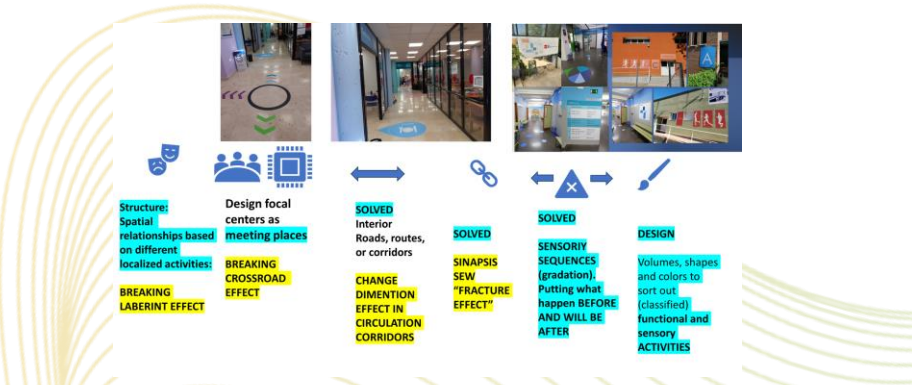 Structure:
Spatial
relationships based
on different
localized activities:
BREAKING
LABERINT EFFECT
Design focal
centers as
meeting places
BREAKING
CROSSROAD
EFFECT
SOLVED
Interior
Roads, routes,
or corridors
CHANGE
DIMENTION
EFFECT IN
CIRCULATION
CORRIDORS
SOLVED
SINAPSIS
SEW
“FRACTURE
EFFECT”
SOLVED
SENSORIY
SEQUENCES
(gradation).
Putting what
happen BEFORE
AND WILL BE
AFTER
DESIGN
Volumes, shapes
and colors to
sort out
(classified)
functional and
sensory
ACTIVITIES
A